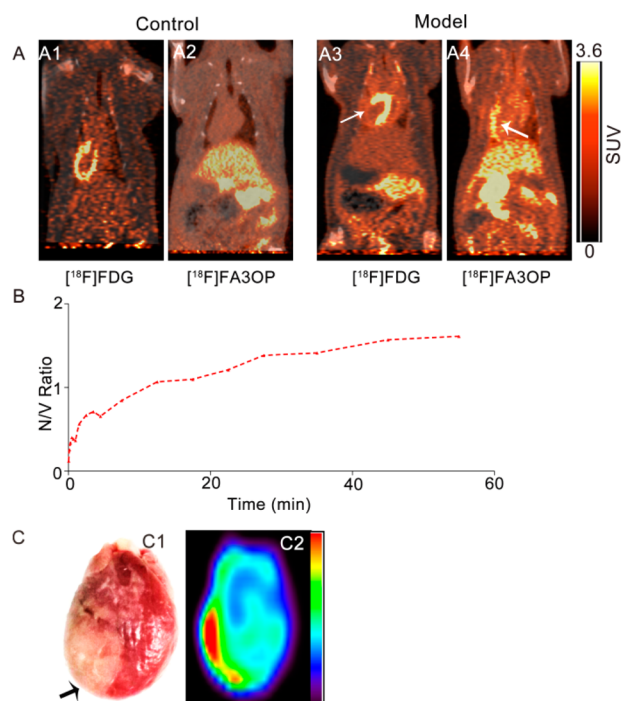 Control Model
A A1 A2 A3 A4 3.6
SUV
0
[¹⁸F]FDG [¹⁸F]FA3OP [¹⁸F]FDG [¹⁸F]FA3OP
B
2
1
0
N/V Ratio
0 20 40 60
Time (min)
C C1 C2